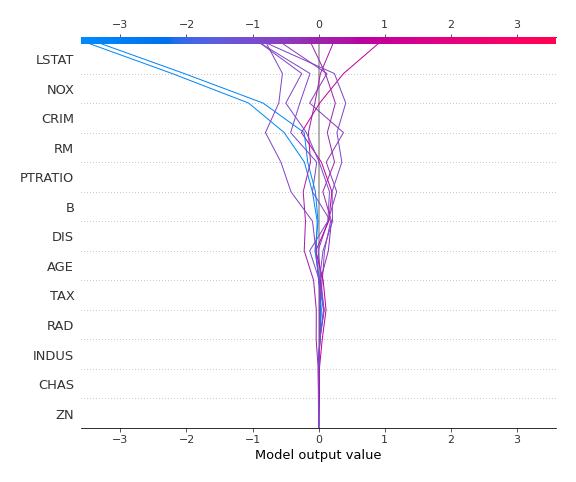 −3 −2 −1 0 1 2 3
LSTAT
NOX
CRIM
RM
PTRATIO
B
DIS
AGE
TAX
RAD
INDUS
CHAS
ZN
−3 −2 −1 0 1 2 3
Model output value